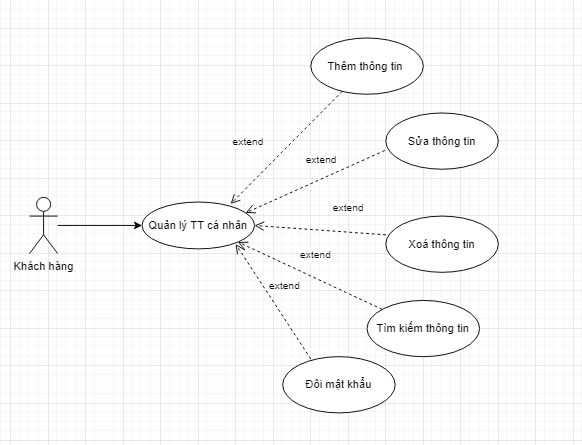 Thêm thông tin
extend
Sửa thông tin
extend
extend
Quản lý TT cá nhân
Xoá thông tin
extend
Khách hàng
extend
Tìm kiếm thông tin
Đổi mật khẩu